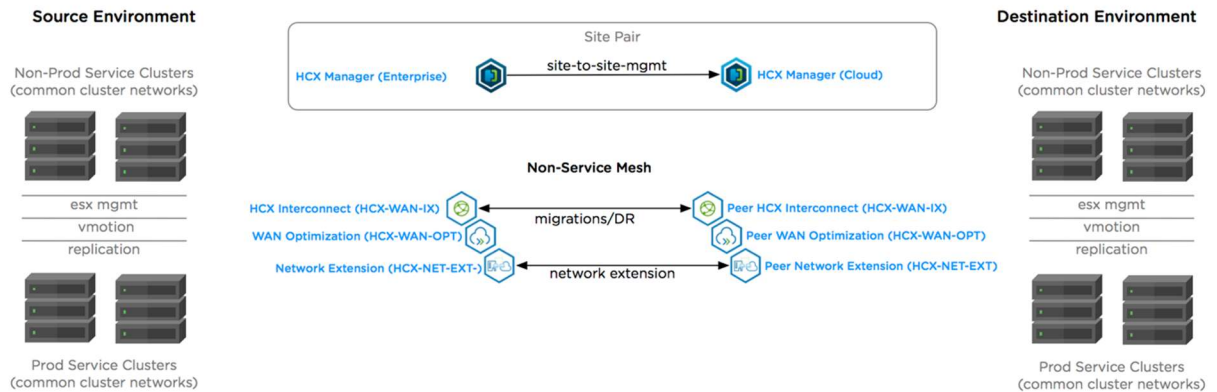 Source Environment
Destination Environment
Site Pair
HCX Manager (Enterprise)
site-to-site-mgmt
HCX Manager (Cloud)
Non-Prod Service Clusters
(common cluster networks)
Non-Prod Service Clusters
(common cluster networks)
Non-Service Mesh
esx mgmt
vmotion
replication
HCX Interconnect (HCX-WAN-IX)
migrations/DR
Peer HCX Interconnect (HCX-WAN-IX)
WAN Optimization (HCX-WAN-OPT)
Peer WAN Optimization (HCX-WAN-OPT)
Network Extension (HCX-NET-EXT-)
network extension
Peer Network Extension (HCX-NET-EXT)
esx mgmt
vmotion
replication
Prod Service Clusters
(common cluster networks)
Prod Service Clusters
(common cluster networks)